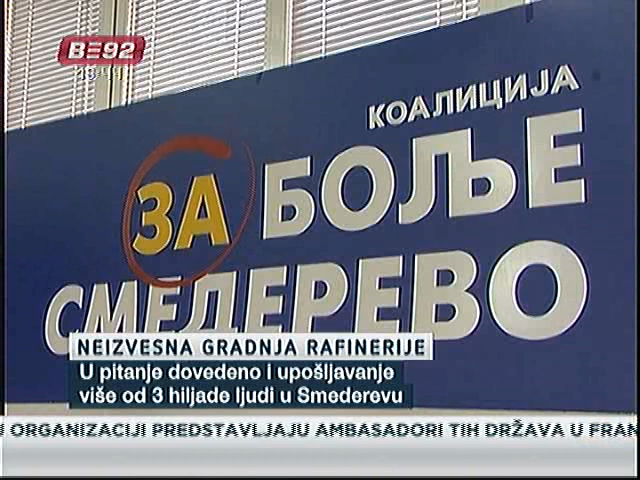 BE92
КОАЛИЦИЈА
ЗА БОЉЕ
СМЕДЕРЕВО
NEIZVESNA GRADNJA RAFINERIJE
U pitanje dovedeno i upošljavanje
više od 3 hiljade ljudi u Smederevu
ORGANIZACIJI PREDSTAVLJAJU AMBASADORI TIH DRŽAVA U FRAN